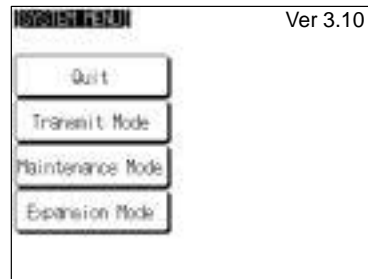 [SYSTEM MENU]
Ver 3.10
Quit
Transmit Mode
Maintenance Mode
Expansion Mode